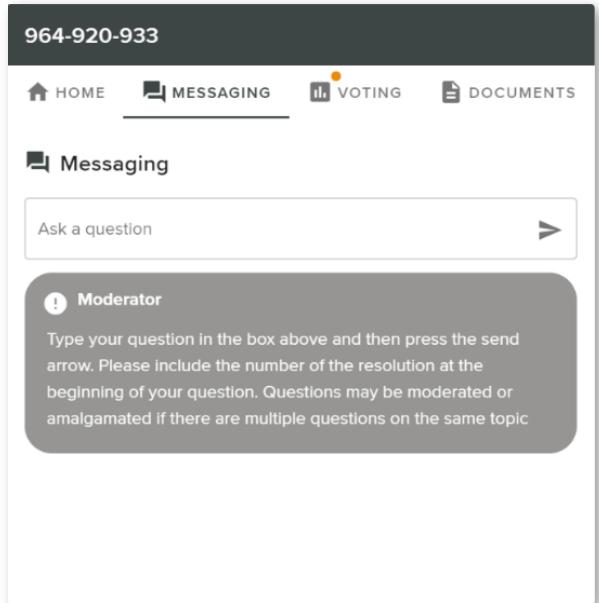 964-920-933
HOME MESSAGING VOTING DOCUMENTS
Messaging
Ask a question
Moderator
Type your question in the box above and then press the send
arrow. Please include the number of the resolution at the
beginning of your question. Questions may be moderated or
amalgamated if there are multiple questions on the same topic